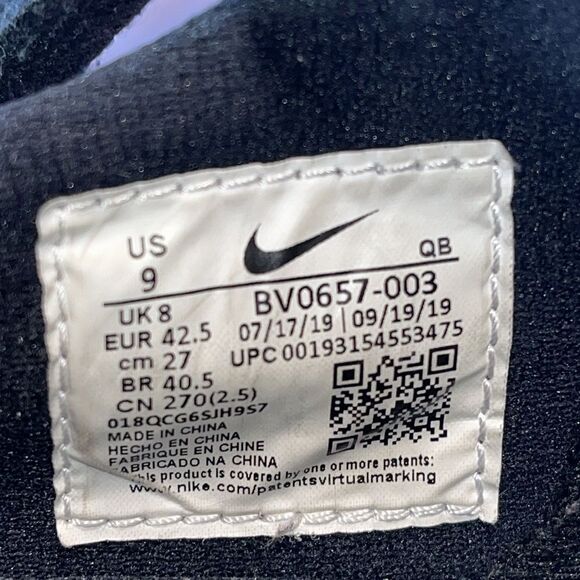 US
9
QB
UK 8
BV0657-003
EUR 42.5
07/17/19 | 09/19/19
cm 27
UPC 00193154553475
BR 40.5
CN 270(2.5)
018QCG6SJH9S7
MADE IN CHINA
HECHO EN CHINA
FABRIQUE EN CHINE
FABRICADO NA CHINA
This product is covered by one or more patents:
www.nike.com/patentsvirtualmarking